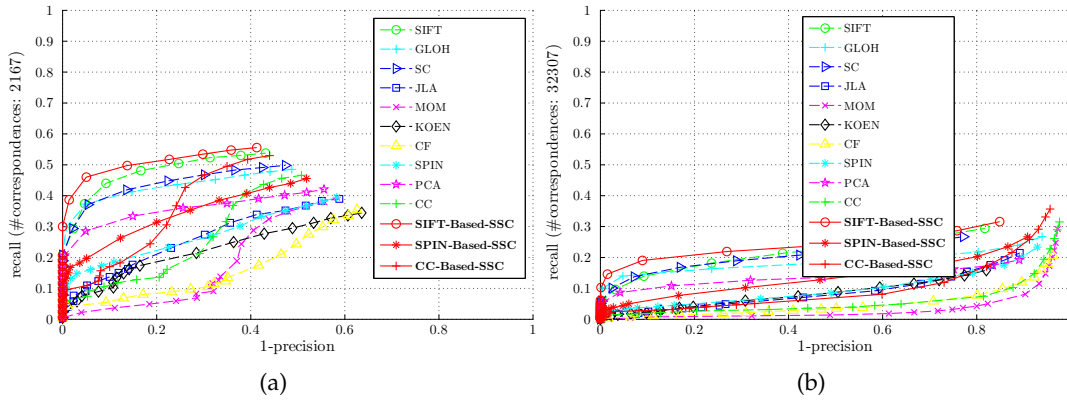 1
0.9
0.8
0.7
0.6
0.5
0.4
0.3
0.2
0.1
0
recall (#correspondences: 2167)
0 0.2 0.4 0.6 0.8 1
1-precision
SIFT
GLOH
SC
JLA
MOM
KOEN
CF
SPIN
PCA
CC
SIFT-Based-SSC
SPIN-Based-SSC
CC-Based-SSC
(a)
1
0.9
0.8
0.7
0.6
0.5
0.4
0.3
0.2
0.1
0
recall (#correspondences: 32307)
0 0.2 0.4 0.6 0.8 1
1-precision
SIFT
GLOH
SC
JLA
MOM
KOEN
CF
SPIN
PCA
CC
SIFT-Based-SSC
SPIN-Based-SSC
CC-Based-SSC
(b)